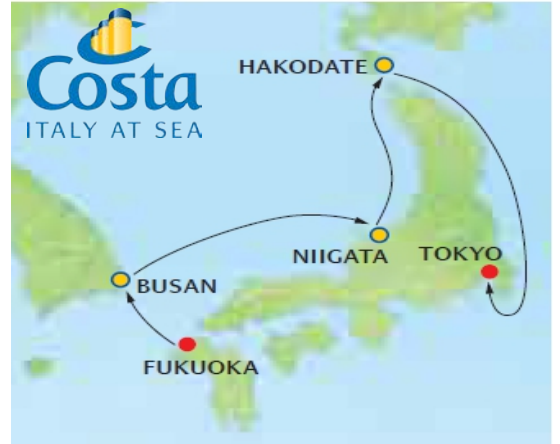 Costa
ITALY AT SEA
HAKODATE
NIIGATA
TOKYO
BUSAN
FUKUOKA